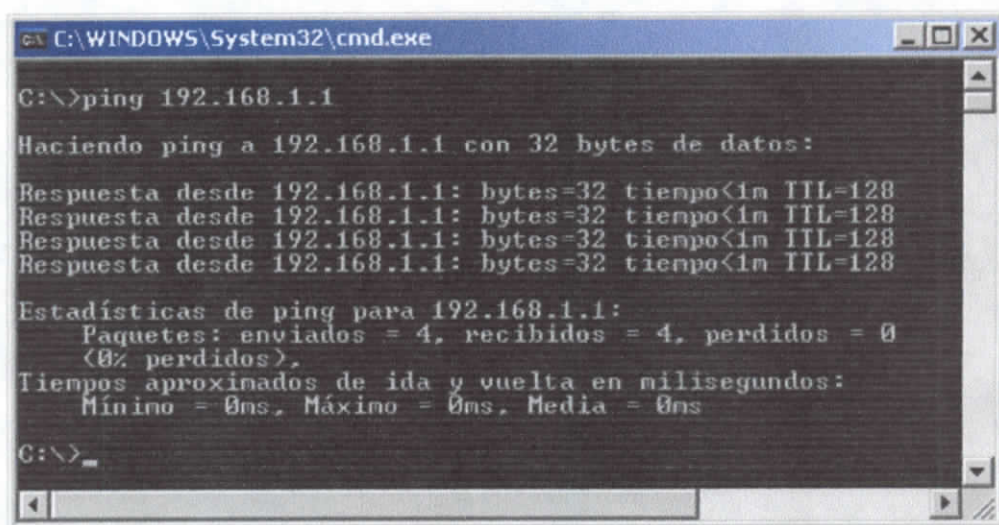 C:\WINDOWS\System32\cmd.exe
C:\>ping 192.168.1.1
Haciendo ping a 192.168.1.1 con 32 bytes de datos:
Respuesta desde 192.168.1.1: bytes=32 tiempo<1m TTL=128
Respuesta desde 192.168.1.1: bytes=32 tiempo<1m TTL=128
Respuesta desde 192.168.1.1: bytes=32 tiempo<1m TTL=128
Respuesta desde 192.168.1.1: bytes=32 tiempo<1m TTL=128
Estadísticas de ping para 192.168.1.1:
Paquetes: enviados = 4, recibidos = 4, perdidos = 0
(0% perdidos),
Tiempos aproximados de ida y vuelta en milisegundos:
Mínimo = 0ms, Máximo = 0ms, Media = 0ms
C:\>_